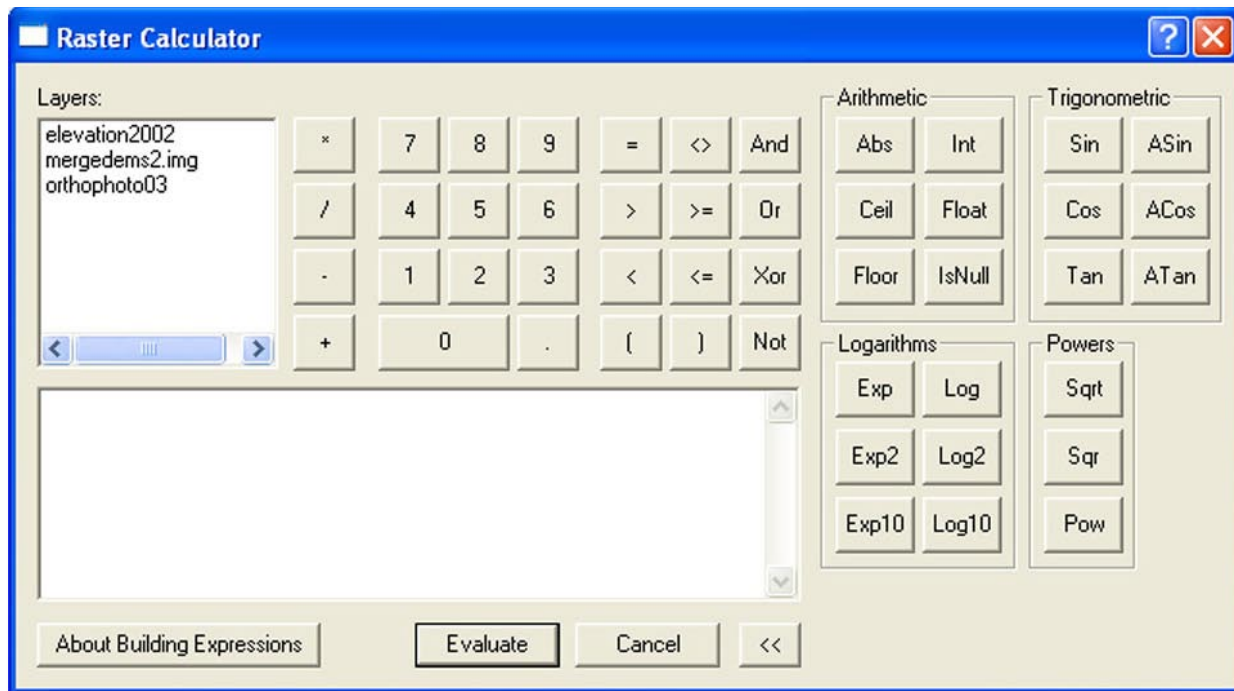 Raster Calculator
?
X
Layers:
elevation2002
mergedems2.img
orthophoto03
* 7 8 9 = <> And
/ 4 5 6 > >= Or
- 1 2 3 < <= Xor
+ 0 . ( ) Not
Arithmetic
Abs Int
Ceil Float
Floor IsNull
Trigonometric
Sin ASin
Cos ACos
Tan ATan
Logarithms
Exp Log
Exp2 Log2
Exp10 Log10
Powers
Sqrt
Sqr
Pow
About Building Expressions Evaluate Cancel <<